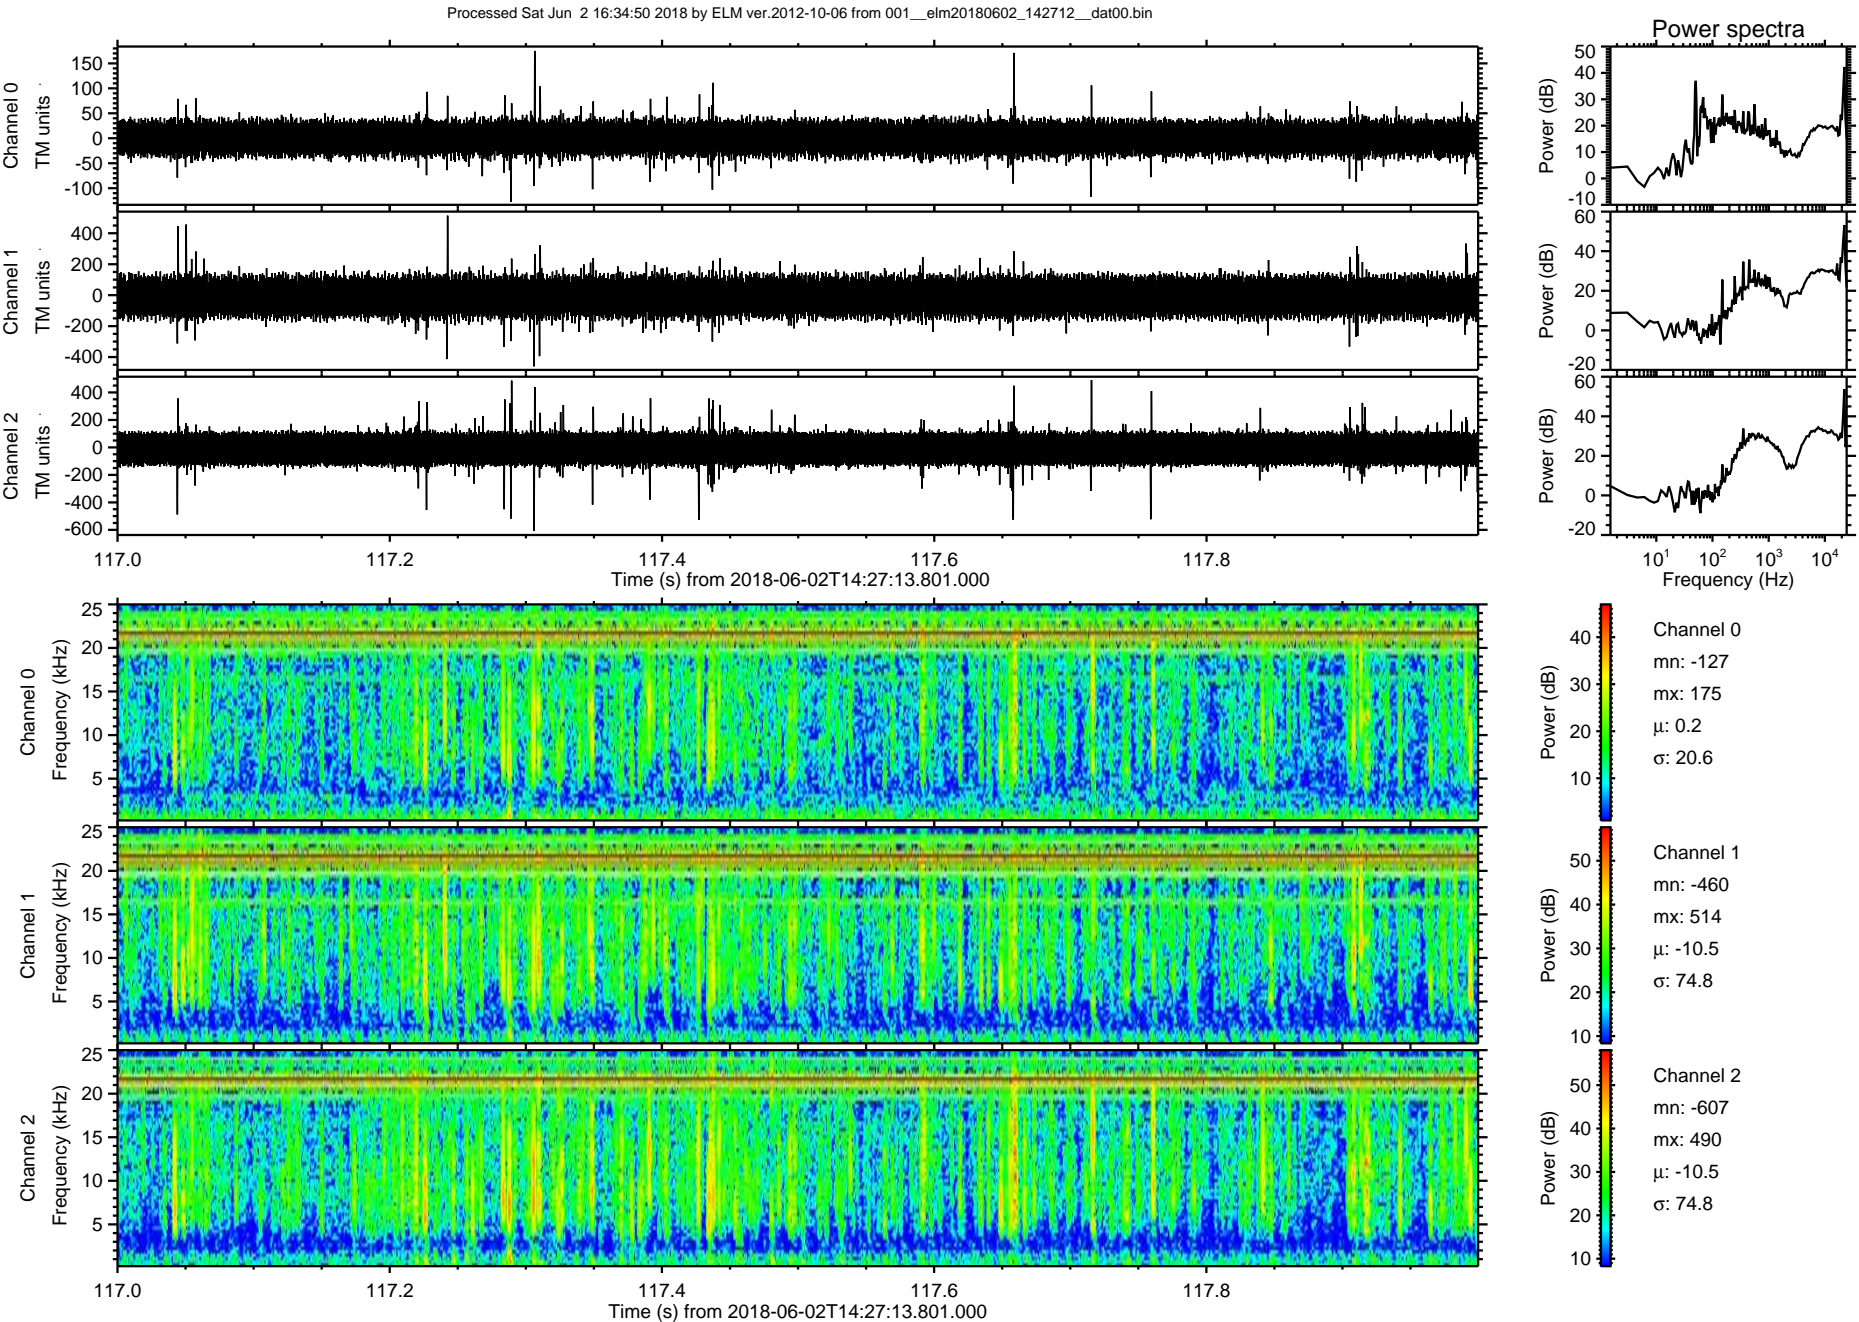 Processed Sat Jun  2 16:34:50 2018 by ELM ver.2012-10-06 from 001__elm20180602_142712__dat00.bin
Power spectra
Channel 0
TM units
150
100
50
0
-50
-100
Power (dB)
50
40
30
20
10
0
-10
Channel 1
TM units
400
200
0
-200
-400
Power (dB)
60
40
20
0
-20
Channel 2
TM units
400
200
0
-200
-400
-600
Power (dB)
60
40
20
0
-20
117.0 117.2 117.4 117.6 117.8
Time (s) from 2018-06-02T14:27:13.801.000
10^1 10^2 10^3 10^4
Frequency (Hz)
Channel 0
Frequency (kHz)
25
20
15
10
5
Power (dB)
40
30
20
10
Channel 0
mn: -127
mx: 175
μ: 0.2
σ: 20.6
Channel 1
Frequency (kHz)
25
20
15
10
5
Power (dB)
50
40
30
20
10
Channel 1
mn: -460
mx: 514
μ: -10.5
σ: 74.8
Channel 2
Frequency (kHz)
25
20
15
10
5
Power (dB)
50
40
30
20
10
Channel 2
mn: -607
mx: 490
μ: -10.5
σ: 74.8
117.0 117.2 117.4 117.6 117.8
Time (s) from 2018-06-02T14:27:13.801.000